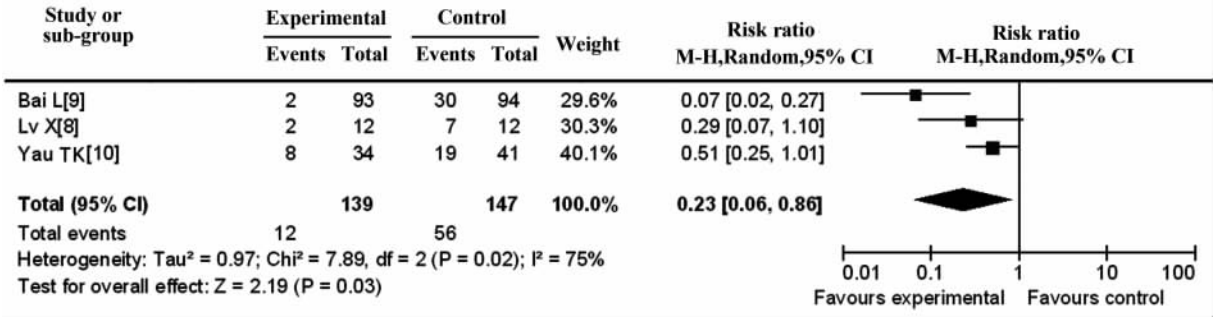 Study or sub-group Experimental Control Weight Risk ratio M-H,Random,95% CI Risk ratio M-H,Random,95% CI
Events Total Events Total
Bai L[9] 2 93 30 94 29.6% 0.07 [0.02, 0.27]
Lv X[8] 2 12 7 12 30.3% 0.29 [0.07, 1.10]
Yau TK[10] 8 34 19 41 40.1% 0.51 [0.25, 1.01]
Total (95% CI) 139 147 100.0% 0.23 [0.06, 0.86]
Total events 12 56
Heterogeneity: Tau² = 0.97; Chi² = 7.89, df = 2 (P = 0.02); I² = 75%
Test for overall effect: Z = 2.19 (P = 0.03)
0.01 0.1 1 10 100
Favours experimental Favours control